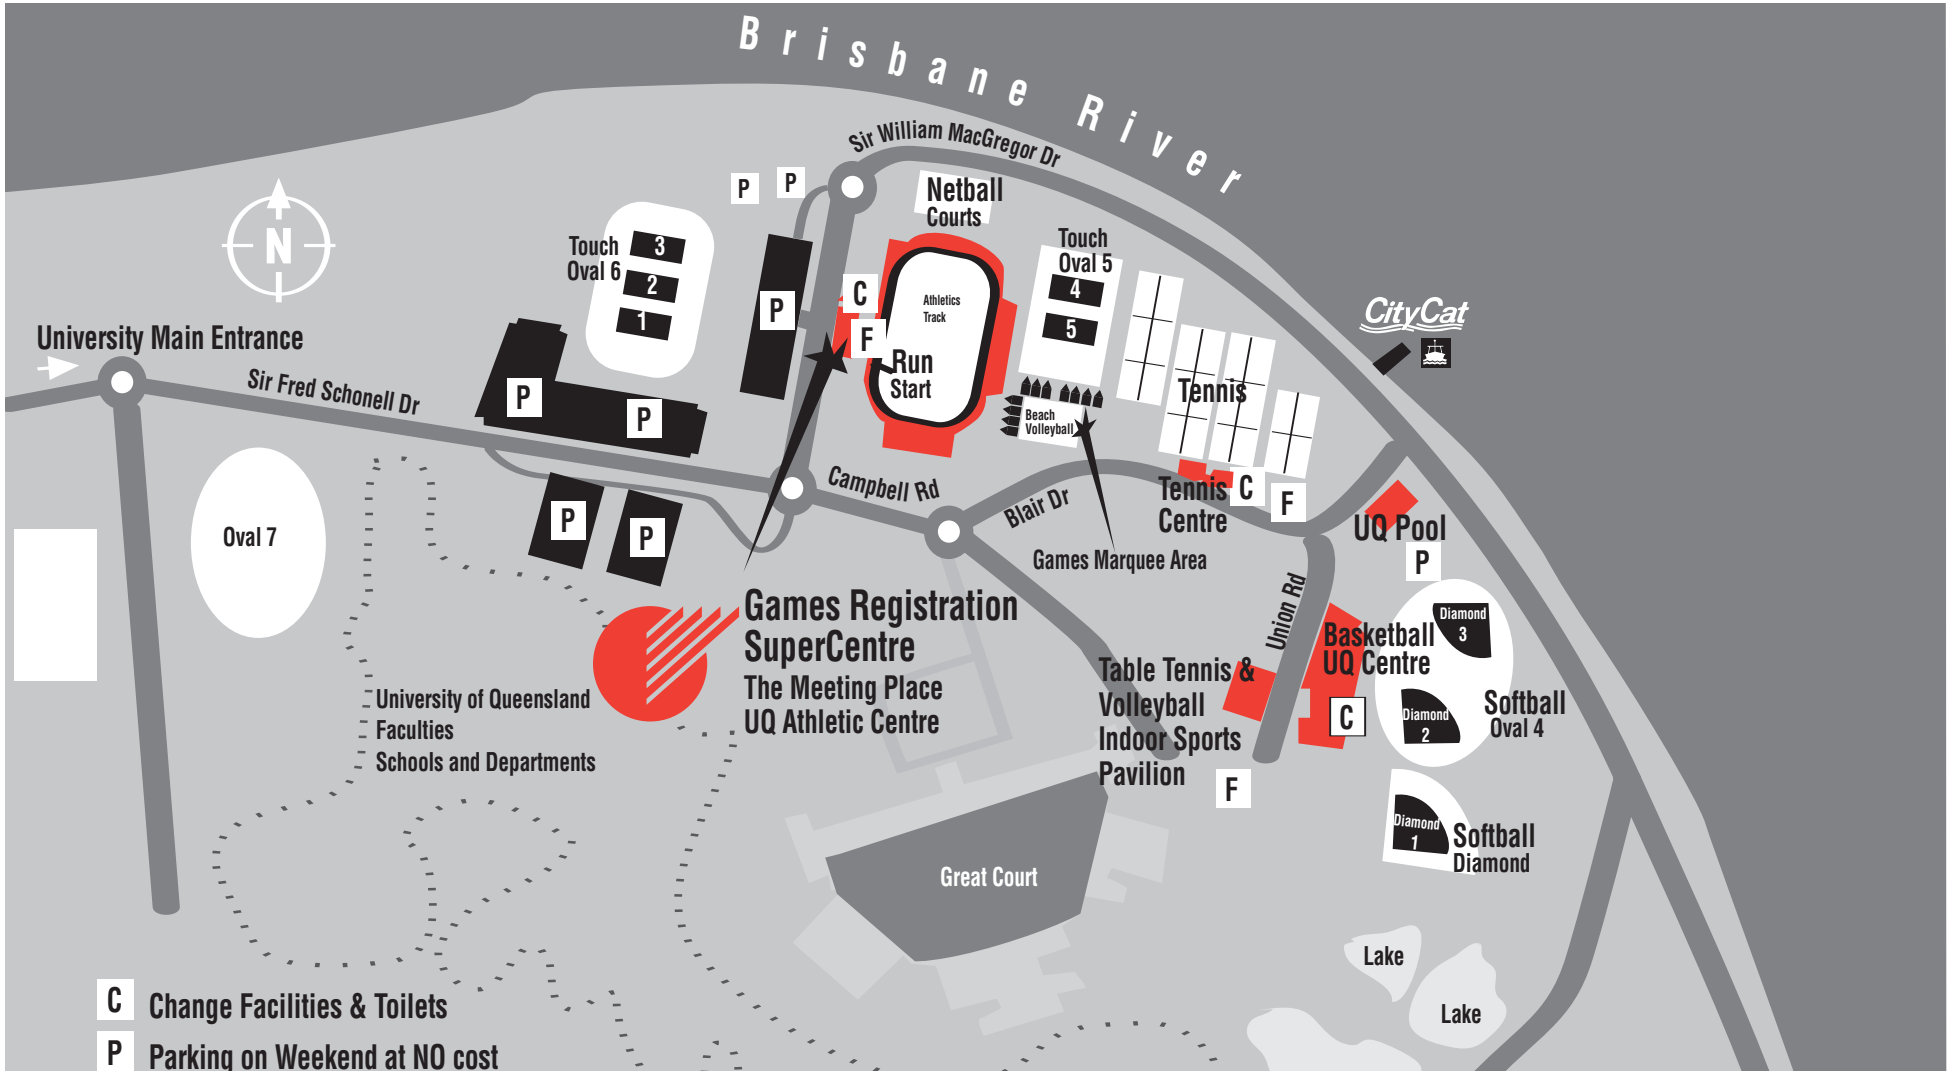 Brisbane River
Sir William MacGregor Dr
P
P
Netball
Courts
N
Touch
Oval 6
3
2
1
Touch
Oval 5
4
5
P
C
F
Athletics
Track
Run
Start
CityCat
University Main Entrance
Sir Fred Schonell Dr
P
P
Beach
Volleyball
Tennis
Campbell Rd
Blair Dr
Tennis
Centre
C
F
UQ Pool
P
Oval 7
P
P
Games Marquee Area
Games Registration
SuperCentre
The Meeting Place
UQ Athletic Centre
Union Rd
Basketball
UQ Centre
C
Diamond
3
Diamond
2
Softball
Oval 4
Table Tennis &
Volleyball
Indoor Sports
Pavilion
F
University of Queensland
Faculties
Schools and Departments
Diamond
1
Softball
Diamond
Great Court
Lake
Lake
C Change Facilities & Toilets
P Parking on Weekend at NO cost